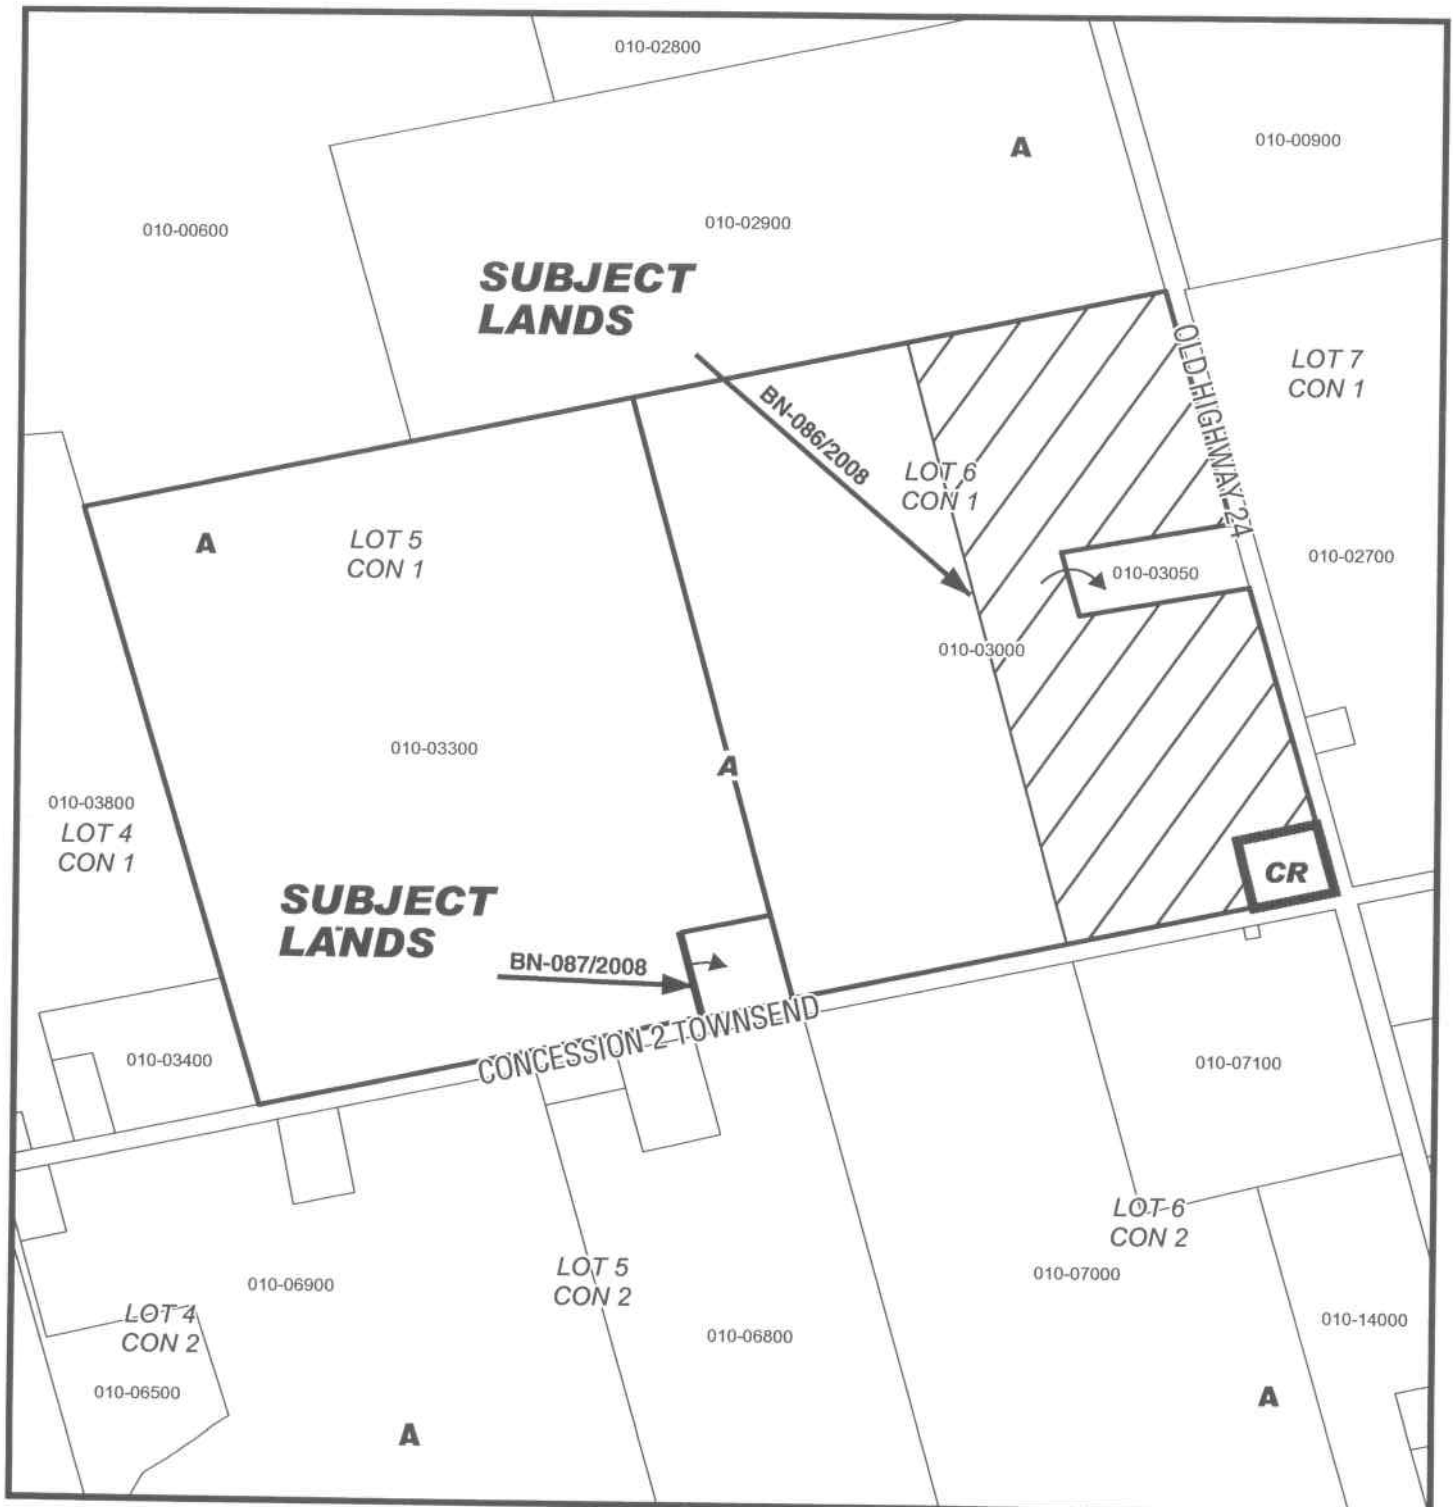 010-02800
A
010-00900
010-00600
010-02900
SUBJECT
LANDS
OLD HIGHWAY 24
LOT 7
CON 1
BN-086/2008
LOT 6
CON 1
A
LOT 5
CON 1
010-03050
010-02700
010-03000
010-03300
A
010-03800
LOT 4
CON 1
CR
SUBJECT
LANDS
BN-087/2008
CONCESSION 2 TOWNSEND
010-03400
010-07100
LOT 6
CON 2
LOT 5
CON 2
010-06900
010-07000
LOT 4
CON 2
010-06800
010-14000
010-06500
A
A